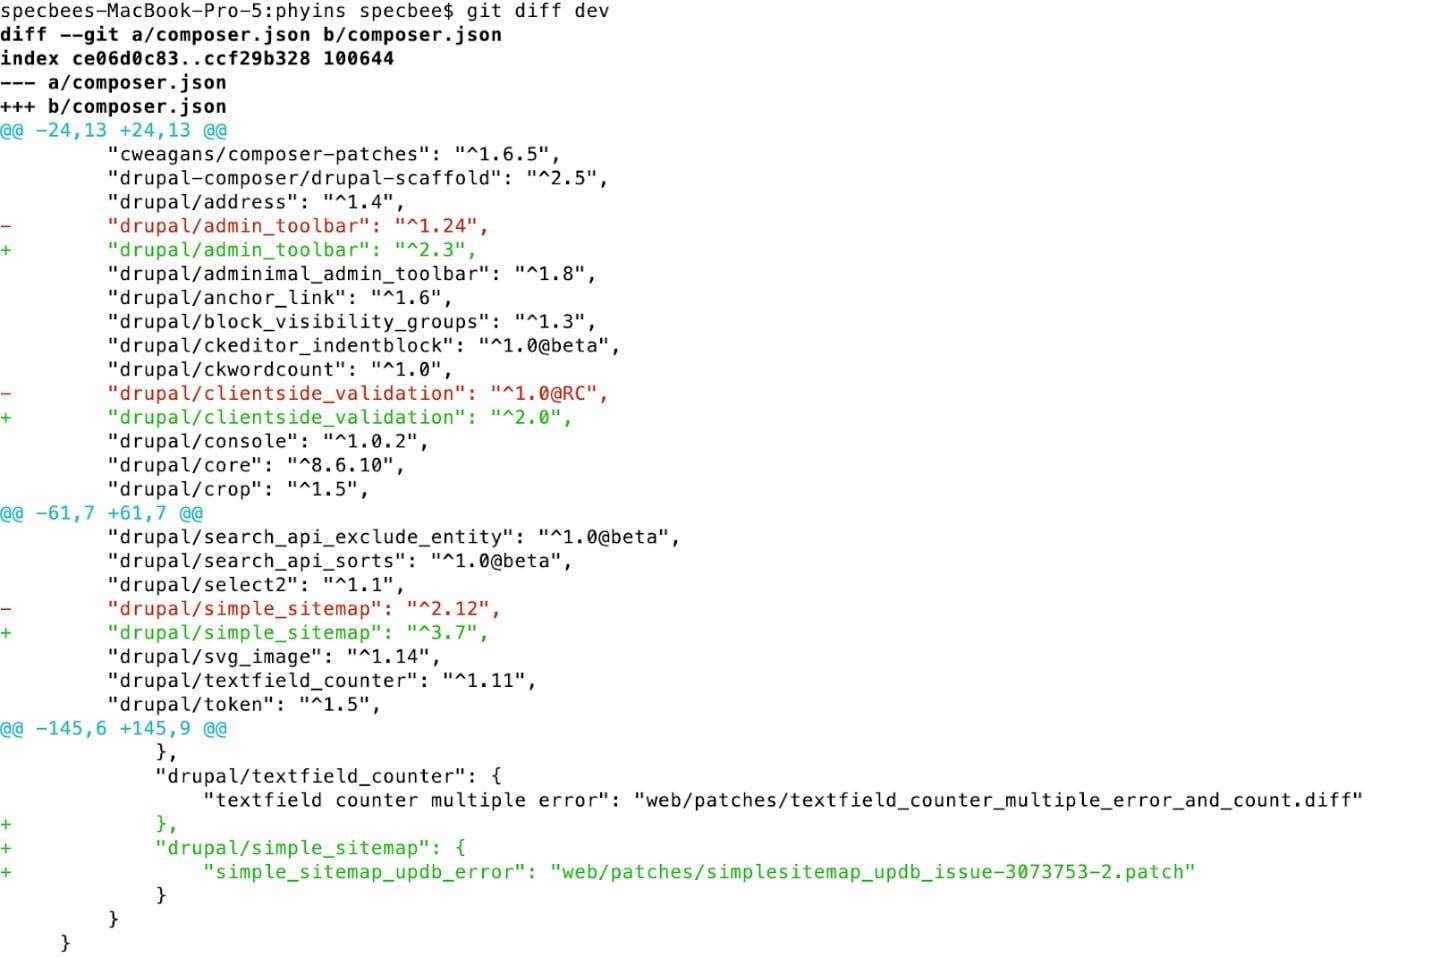 specbees-MacBook-Pro-5:phyins specbee$ git diff dev
diff --git a/composer.json b/composer.json
index ce06d0c83..ccf29b328 100644
--- a/composer.json
+++ b/composer.json
@@ -24,13 +24,13 @@
         "cweagans/composer-patches": "^1.6.5",
         "drupal-composer/drupal-scaffold": "^2.5",
         "drupal/address": "^1.4",
-        "drupal/admin_toolbar": "^1.24",
+        "drupal/admin_toolbar": "^2.3",
         "drupal/adminimal_admin_toolbar": "^1.8",
         "drupal/anchor_link": "^1.6",
         "drupal/block_visibility_groups": "^1.3",
         "drupal/ckeditor_indentblock": "^1.0@beta",
         "drupal/ckwordcount": "^1.0",
-        "drupal/clientside_validation": "^1.0@RC",
+        "drupal/clientside_validation": "^2.0",
         "drupal/console": "^1.0.2",
         "drupal/core": "^8.6.10",
         "drupal/crop": "^1.5",
@@ -61,7 +61,7 @@
         "drupal/search_api_exclude_entity": "^1.0@beta",
         "drupal/search_api_sorts": "^1.0@beta",
         "drupal/select2": "^1.1",
-        "drupal/simple_sitemap": "^2.12",
+        "drupal/simple_sitemap": "^3.7",
         "drupal/svg_image": "^1.14",
         "drupal/textfield_counter": "^1.11",
         "drupal/token": "^1.5",
@@ -145,6 +145,9 @@
             },
             "drupal/textfield_counter": {
                 "textfield counter multiple error": "web/patches/textfield_counter_multiple_error_and_count.diff"
+            },
+            "drupal/simple_sitemap": {
+                "simple_sitemap_updb_error": "web/patches/simplesitemap_updb_issue-3073753-2.patch"
             }
         }
     }